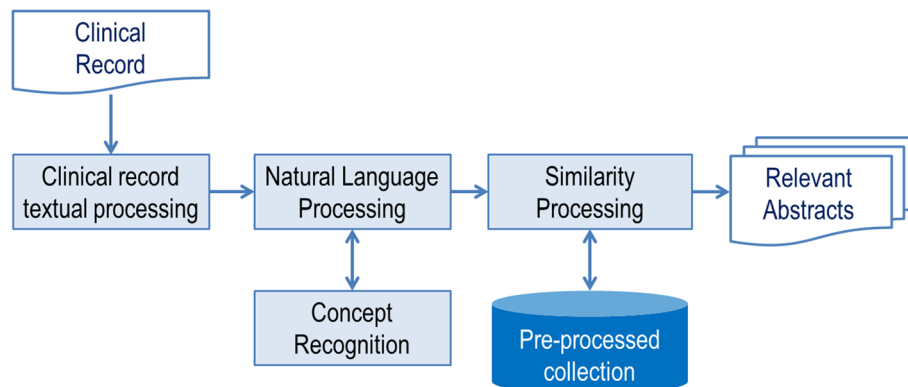 Clinical
Record
Clinical record
textual processing
Natural Language
Processing
Similarity
Processing
Relevant
Abstracts
Concept
Recognition
Pre-processed
collection